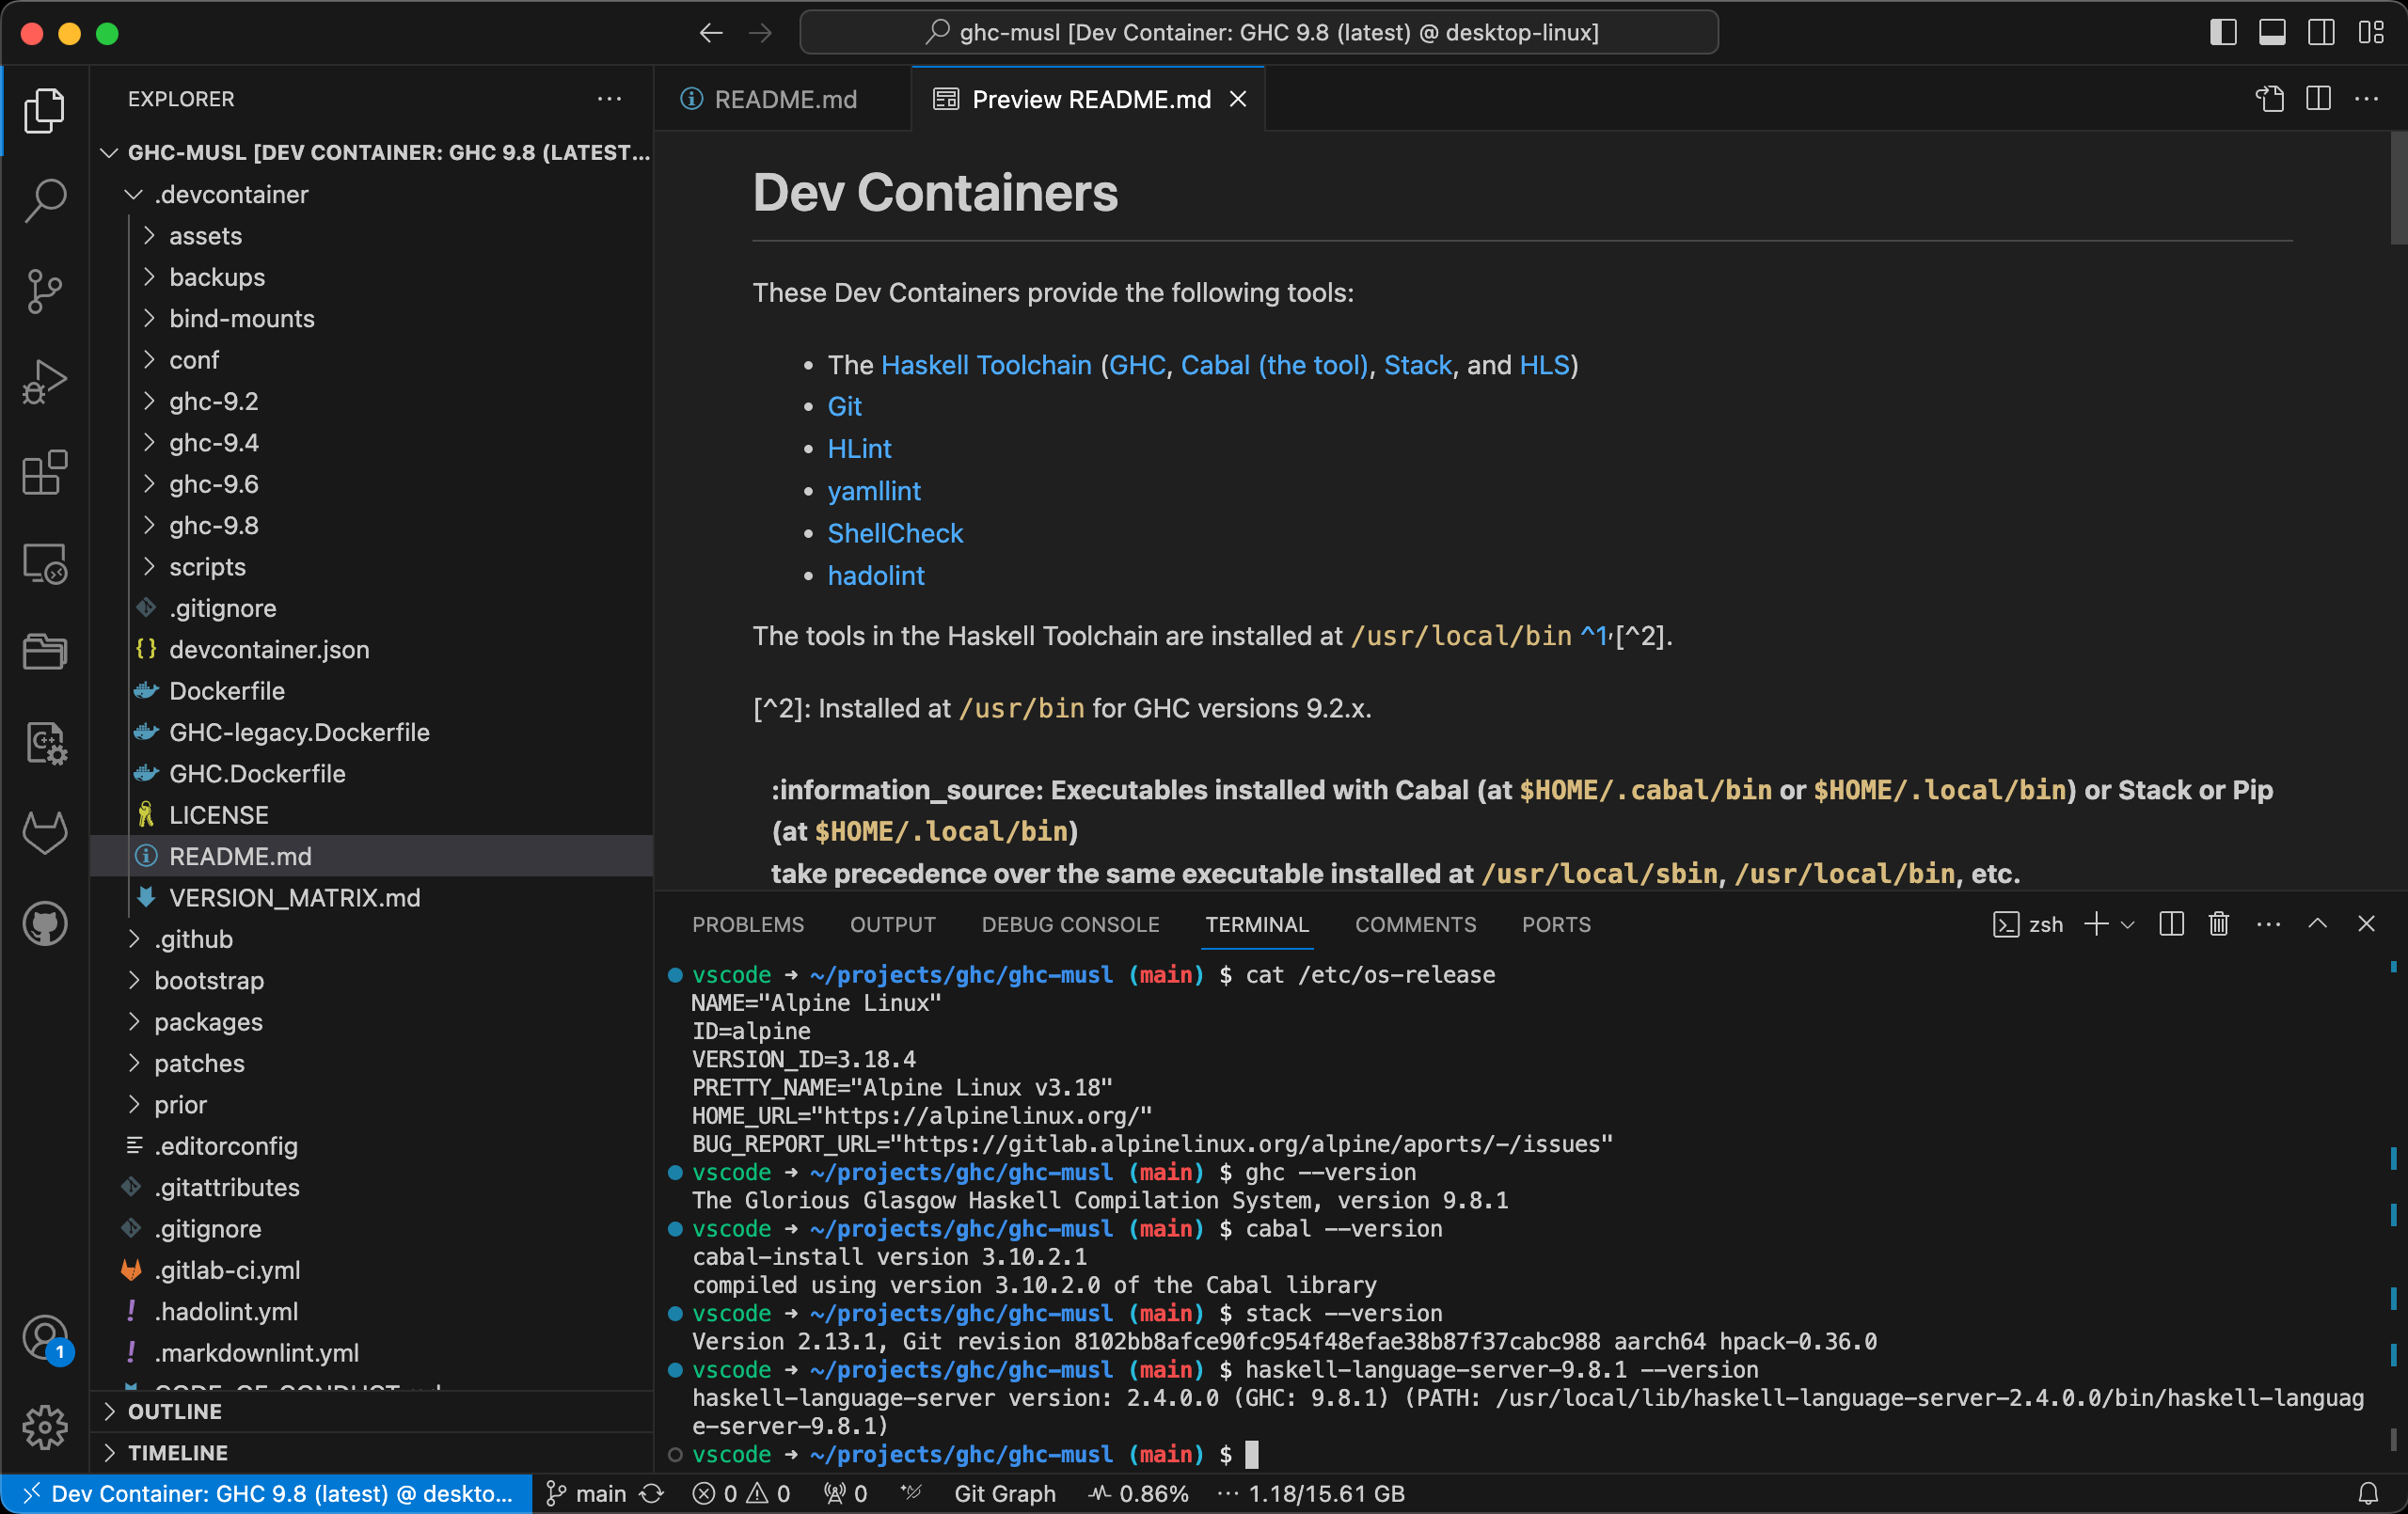 ghc-musl [Dev Container: GHC 9.8 (latest) @ desktop-linux]
EXPLORER
GHC-MUSL [DEV CONTAINER: GHC 9.8 (LATEST...
.devcontainer
assets
backups
bind-mounts
conf
ghc-9.2
ghc-9.4
ghc-9.6
ghc-9.8
scripts
.gitignore
devcontainer.json
Dockerfile
GHC-legacy.Dockerfile
GHC.Dockerfile
LICENSE
README.md
VERSION_MATRIX.md
.github
bootstrap
packages
patches
prior
.editorconfig
.gitattributes
.gitignore
.gitlab-ci.yml
.hadolint.yml
.markdownlint.yml
OUTLINE
TIMELINE
1
README.md
Preview README.md
Dev Containers
These Dev Containers provide the following tools:
• The Haskell Toolchain (GHC, Cabal (the tool), Stack, and HLS)
• Git
• HLint
• yamllint
• ShellCheck
• hadolint
The tools in the Haskell Toolchain are installed at /usr/local/bin ^1,[^2].
[^2]: Installed at /usr/bin for GHC versions 9.2.x.
:information_source: Executables installed with Cabal (at $HOME/.cabal/bin or $HOME/.local/bin) or Stack or Pip
(at $HOME/.local/bin)
take precedence over the same executable installed at /usr/local/sbin, /usr/local/bin, etc.
PROBLEMS OUTPUT DEBUG CONSOLE TERMINAL COMMENTS PORTS zsh
vscode ➜ ~/projects/ghc/ghc-musl (main) $ cat /etc/os-release
NAME="Alpine Linux"
ID=alpine
VERSION_ID=3.18.4
PRETTY_NAME="Alpine Linux v3.18"
HOME_URL="https://alpinelinux.org/"
BUG_REPORT_URL="https://gitlab.alpinelinux.org/alpine/aports/-/issues"
vscode ➜ ~/projects/ghc/ghc-musl (main) $ ghc --version
The Glorious Glasgow Haskell Compilation System, version 9.8.1
vscode ➜ ~/projects/ghc/ghc-musl (main) $ cabal --version
cabal-install version 3.10.2.1
compiled using version 3.10.2.0 of the Cabal library
vscode ➜ ~/projects/ghc/ghc-musl (main) $ stack --version
Version 2.13.1, Git revision 8102bb8afce90fc954f48efae38b87f37cabc988 aarch64 hpack-0.36.0
vscode ➜ ~/projects/ghc/ghc-musl (main) $ haskell-language-server-9.8.1 --version
haskell-language-server version: 2.4.0.0 (GHC: 9.8.1) (PATH: /usr/local/lib/haskell-language-server-2.4.0.0/bin/haskell-languag
e-server-9.8.1)
vscode ➜ ~/projects/ghc/ghc-musl (main) $
Dev Container: GHC 9.8 (latest) @ deskto... main 0 0 0 Git Graph 0.86% ··· 1.18/15.61 GB